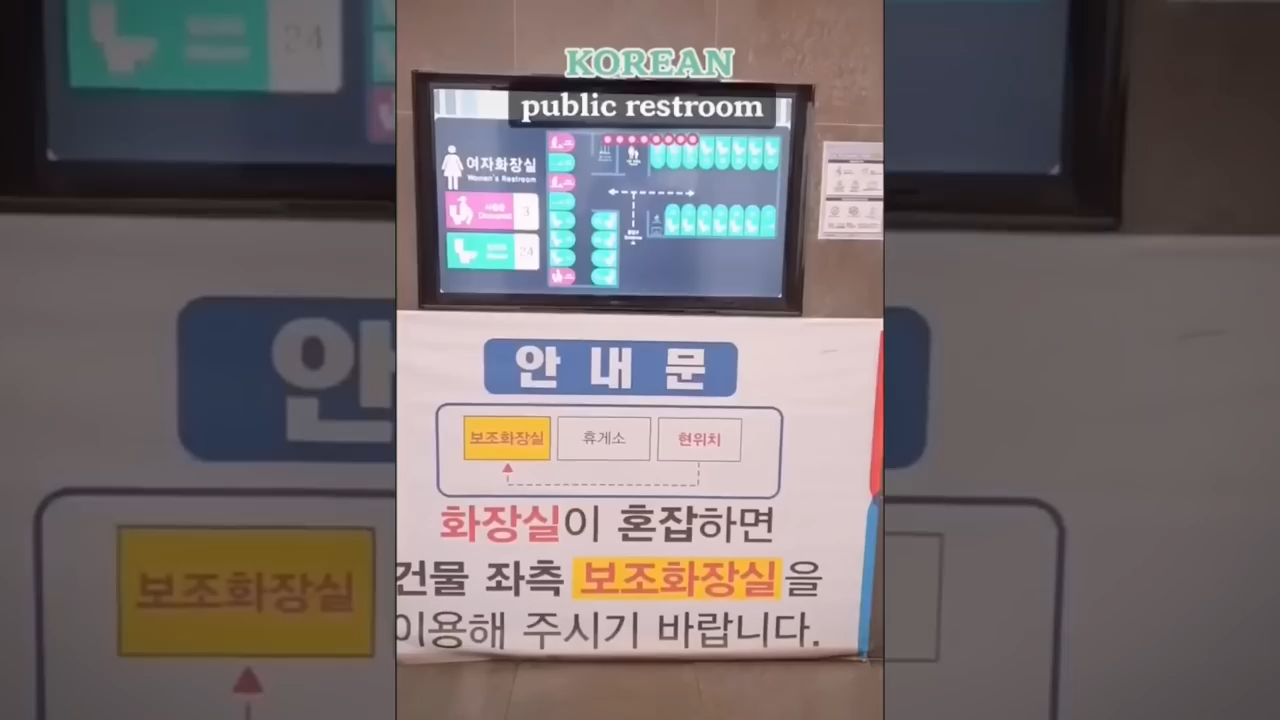 KOREAN
public restroom
여자화장실
Women's Restroom
3
24
안내문
보조화장실
휴게소
현위치
화장실이 혼잡하면
건물 좌측 보조화장실을
이용해 주시기 바랍니다.